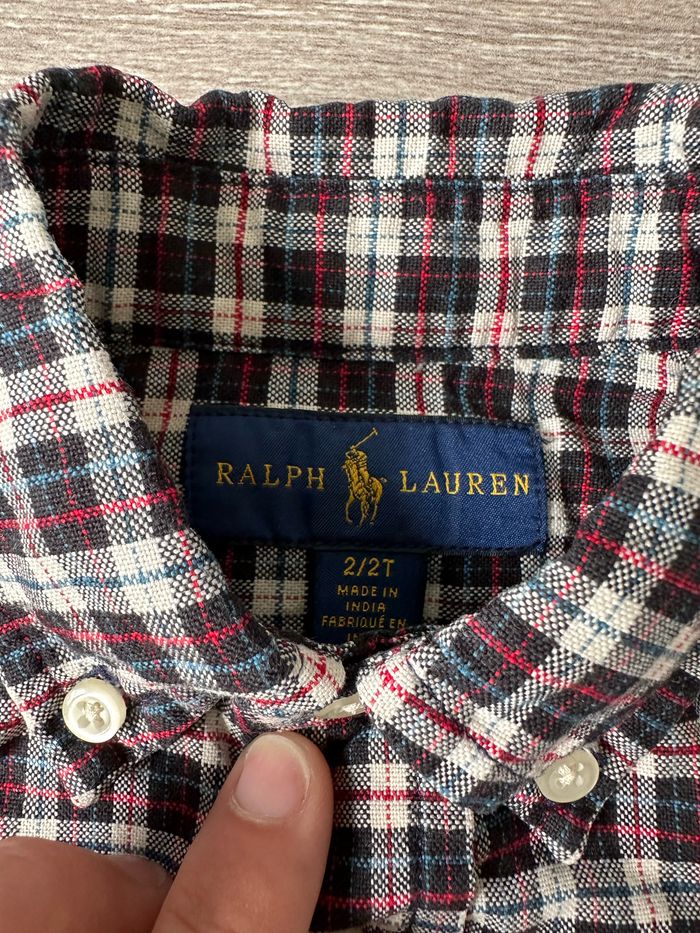 RALPH LAUREN
2/2T
MADE IN
INDIA
FABRIQUÉ EN